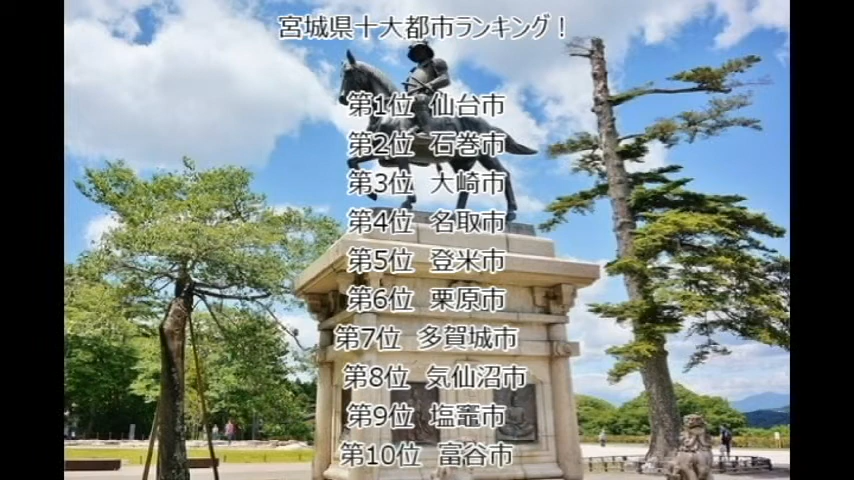 宮城県十大都市ランキング！
第1位 仙台市
第2位 石巻市
第3位 大崎市
第4位 名取市
第5位 登米市
第6位 栗原市
第7位 多賀城市
第8位 気仙沼市
第9位 塩竈市
第10位 富谷市